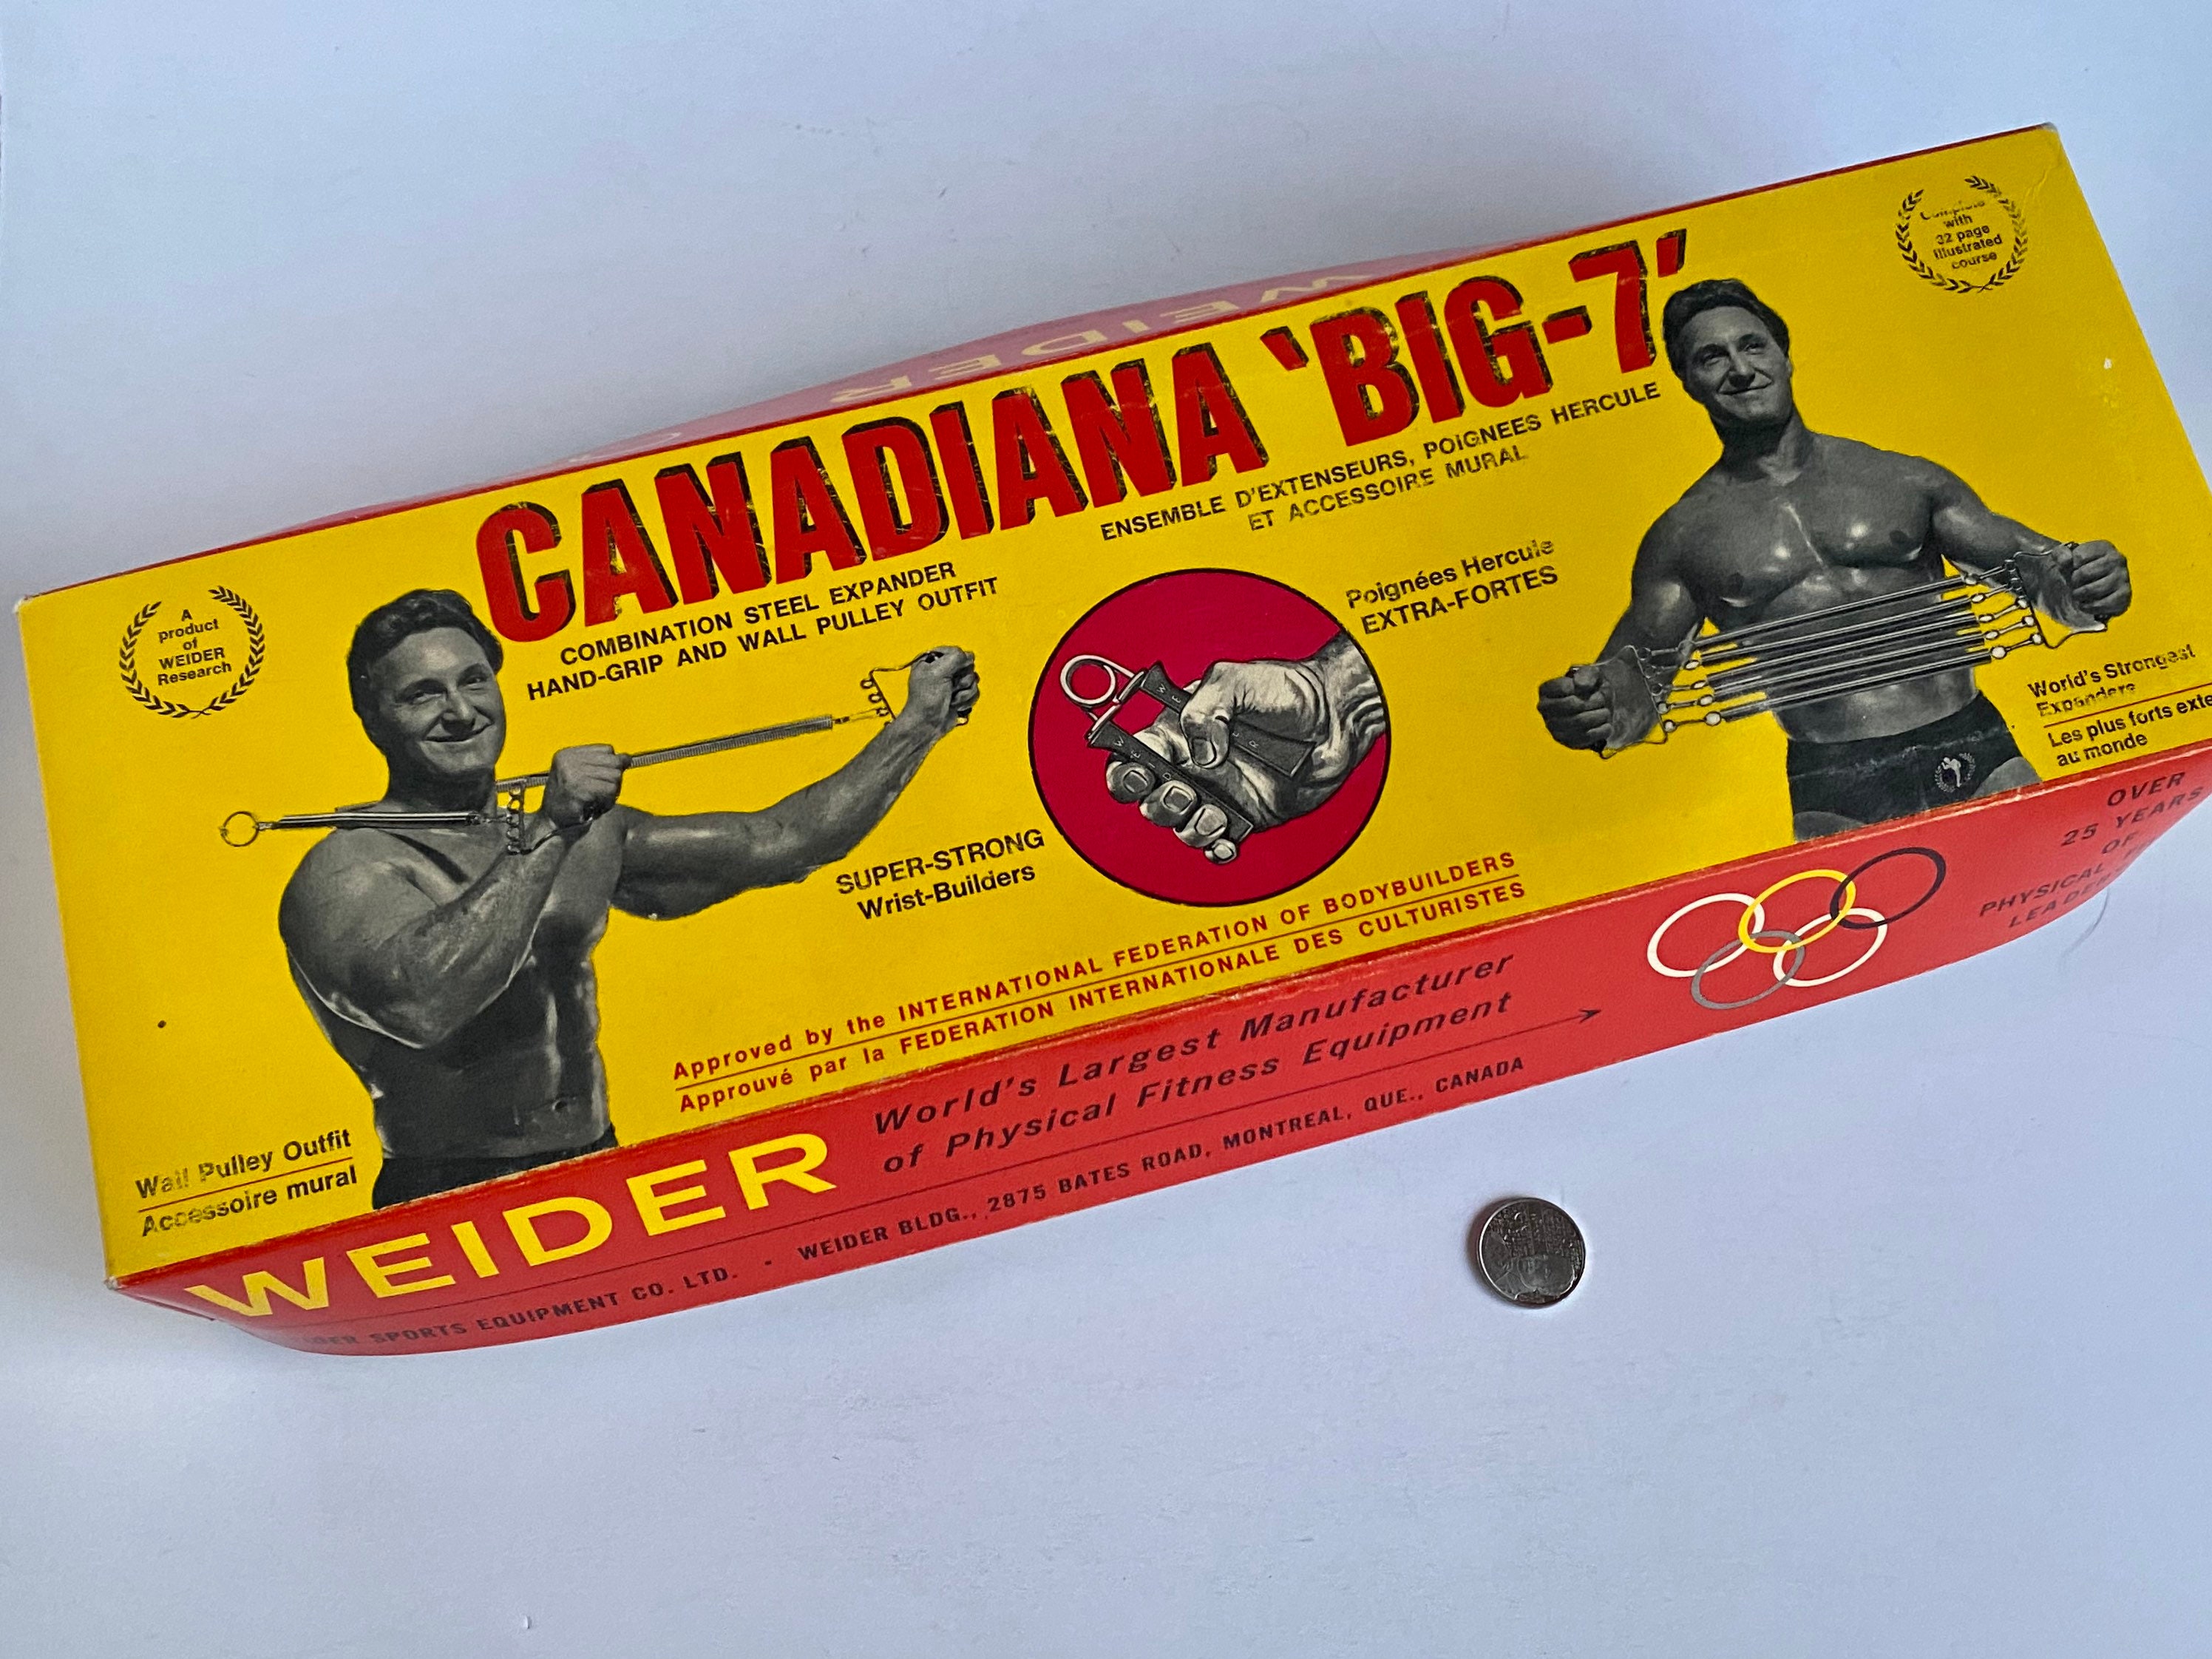 A
product
of
WEIDER
Research
CANADIANA 'BIG-7'
COMBINATION STEEL EXPANDER
HAND-GRIP AND WALL PULLEY OUTFIT
ENSEMBLE D'EXTENSEURS, POIGNEES HERCULE
ET ACCESSOIRE MURAL
with
32 page
illustrated
course
Poignées Hercule
EXTRA-FORTES
SUPER-STRONG
Wrist-Builders
World's Strongest
Expanders
Les plus forts
au monde
Approved by the INTERNATIONAL FEDERATION OF BODYBUILDERS
Approuvé par la FEDERATION INTERNATIONALE DES CULTURISTES
Wall Pulley Outfit
Accessoire mural
WEIDER
World's Largest Manufacturer
of Physical Fitness Equipment
SPORTS EQUIPMENT CO. LTD. - WEIDER BLDG., 2875 BATES ROAD, MONTREAL, QUE., CANADA
OVER
25 YEARS
OF
PHYSICAL
WEIDER